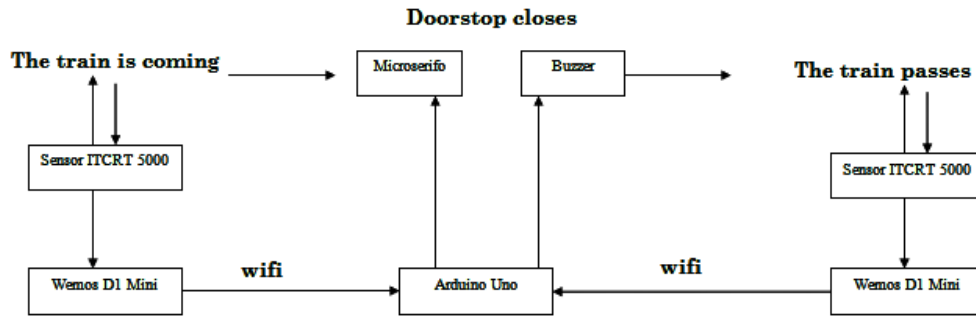 Doorstop closes
The train is coming
Microserifo
Buzzer
The train passes
Sensor ITCRT 5000
Sensor ITCRT 5000
wifi
wifi
Wemos D1 Mini
Arduino Uno
Wemos D1 Mini